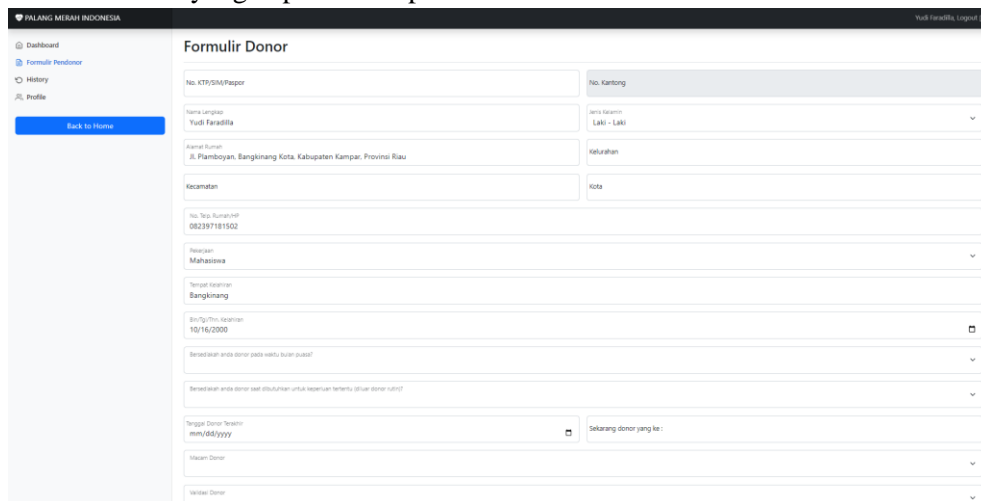 PALANG MERAH INDONESIA
Yudi Faradilla, Logout
Dashboard
Formulir Pendonor
History
Profile
Back to Home
Formulir Donor
No. KTP/SIM/Paspor
No. Kantong
Nama Lengkap
Yudi Faradilla
Jenis Kelamin
Laki - Laki
Alamat Rumah
Jl. Plamboyan, Bangkinang Kota, Kabupaten Kampar, Provinsi Riau
Kelurahan
Kecamatan
Kota
No. Telp. Rumah/HP
082397181502
Pekerjaan
Mahasiswa
Tempat Kelahiran
Bangkinang
Bln/Tgl/Thn. Kelahiran
10/16/2000
Bersediakah anda donor pada waktu bulan puasa?
Bersediakah anda donor saat dibutuhkan untuk keperluan tertentu (diluar donor rutin)?
Tanggal Donor Terakhir
mm/dd/yyyy
Sekarang donor yang ke :
Macam Donor
Validasi Donor